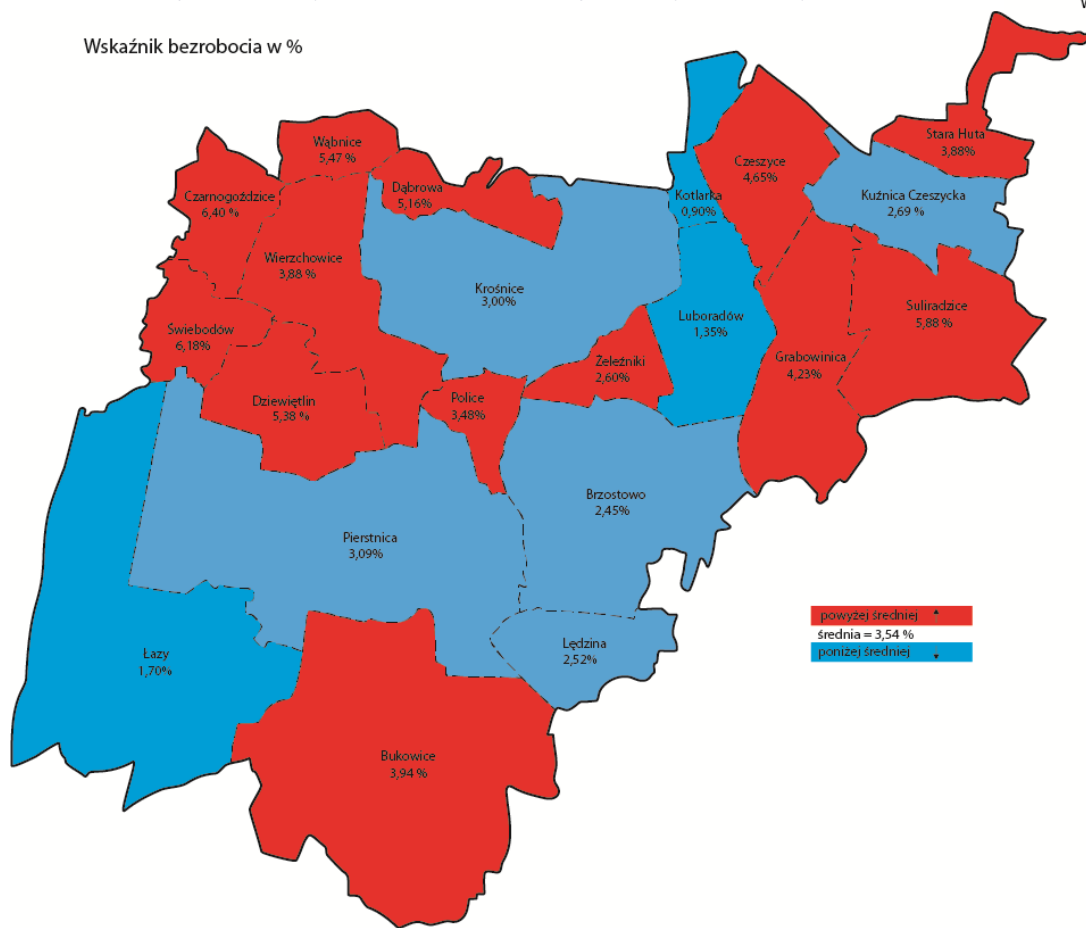 Wskaźnik bezrobocia w %
Wąbnice
5,47 %
Czarnogoździce
6,40 %
Dąbrowa
5,16%
Wierzchowice
3,88 %
Krośnice
3,00%
Kotlarka
0,90%
Czeszyce
4,65%
Stara Huta
3,88%
Kuźnica Czeszycka
2,69 %
Świebodów
6,18%
Luboradów
1,35%
Suliradzice
5,88 %
Grabowinica
4,23%
Żeleźniki
2,60%
Dziewiętlin
5,38 %
Police
3,48%
Brzostowo
2,45%
Pierstnica
3,09%
Lędzina
2,52%
Łazy
1,70%
Bukowice
3,94 %
powyżej średniej
średnia = 3,54 %
poniżej średniej